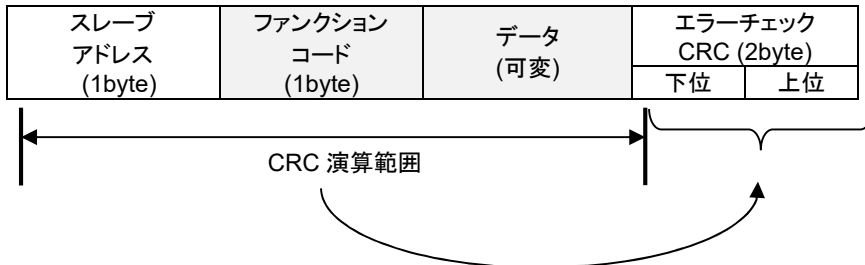 スレーブ
アドレス
(1byte)
ファンクション
コード
(1byte)
データ
(可変)
エラーチェック
CRC (2byte)
下位
上位
CRC 演算範囲